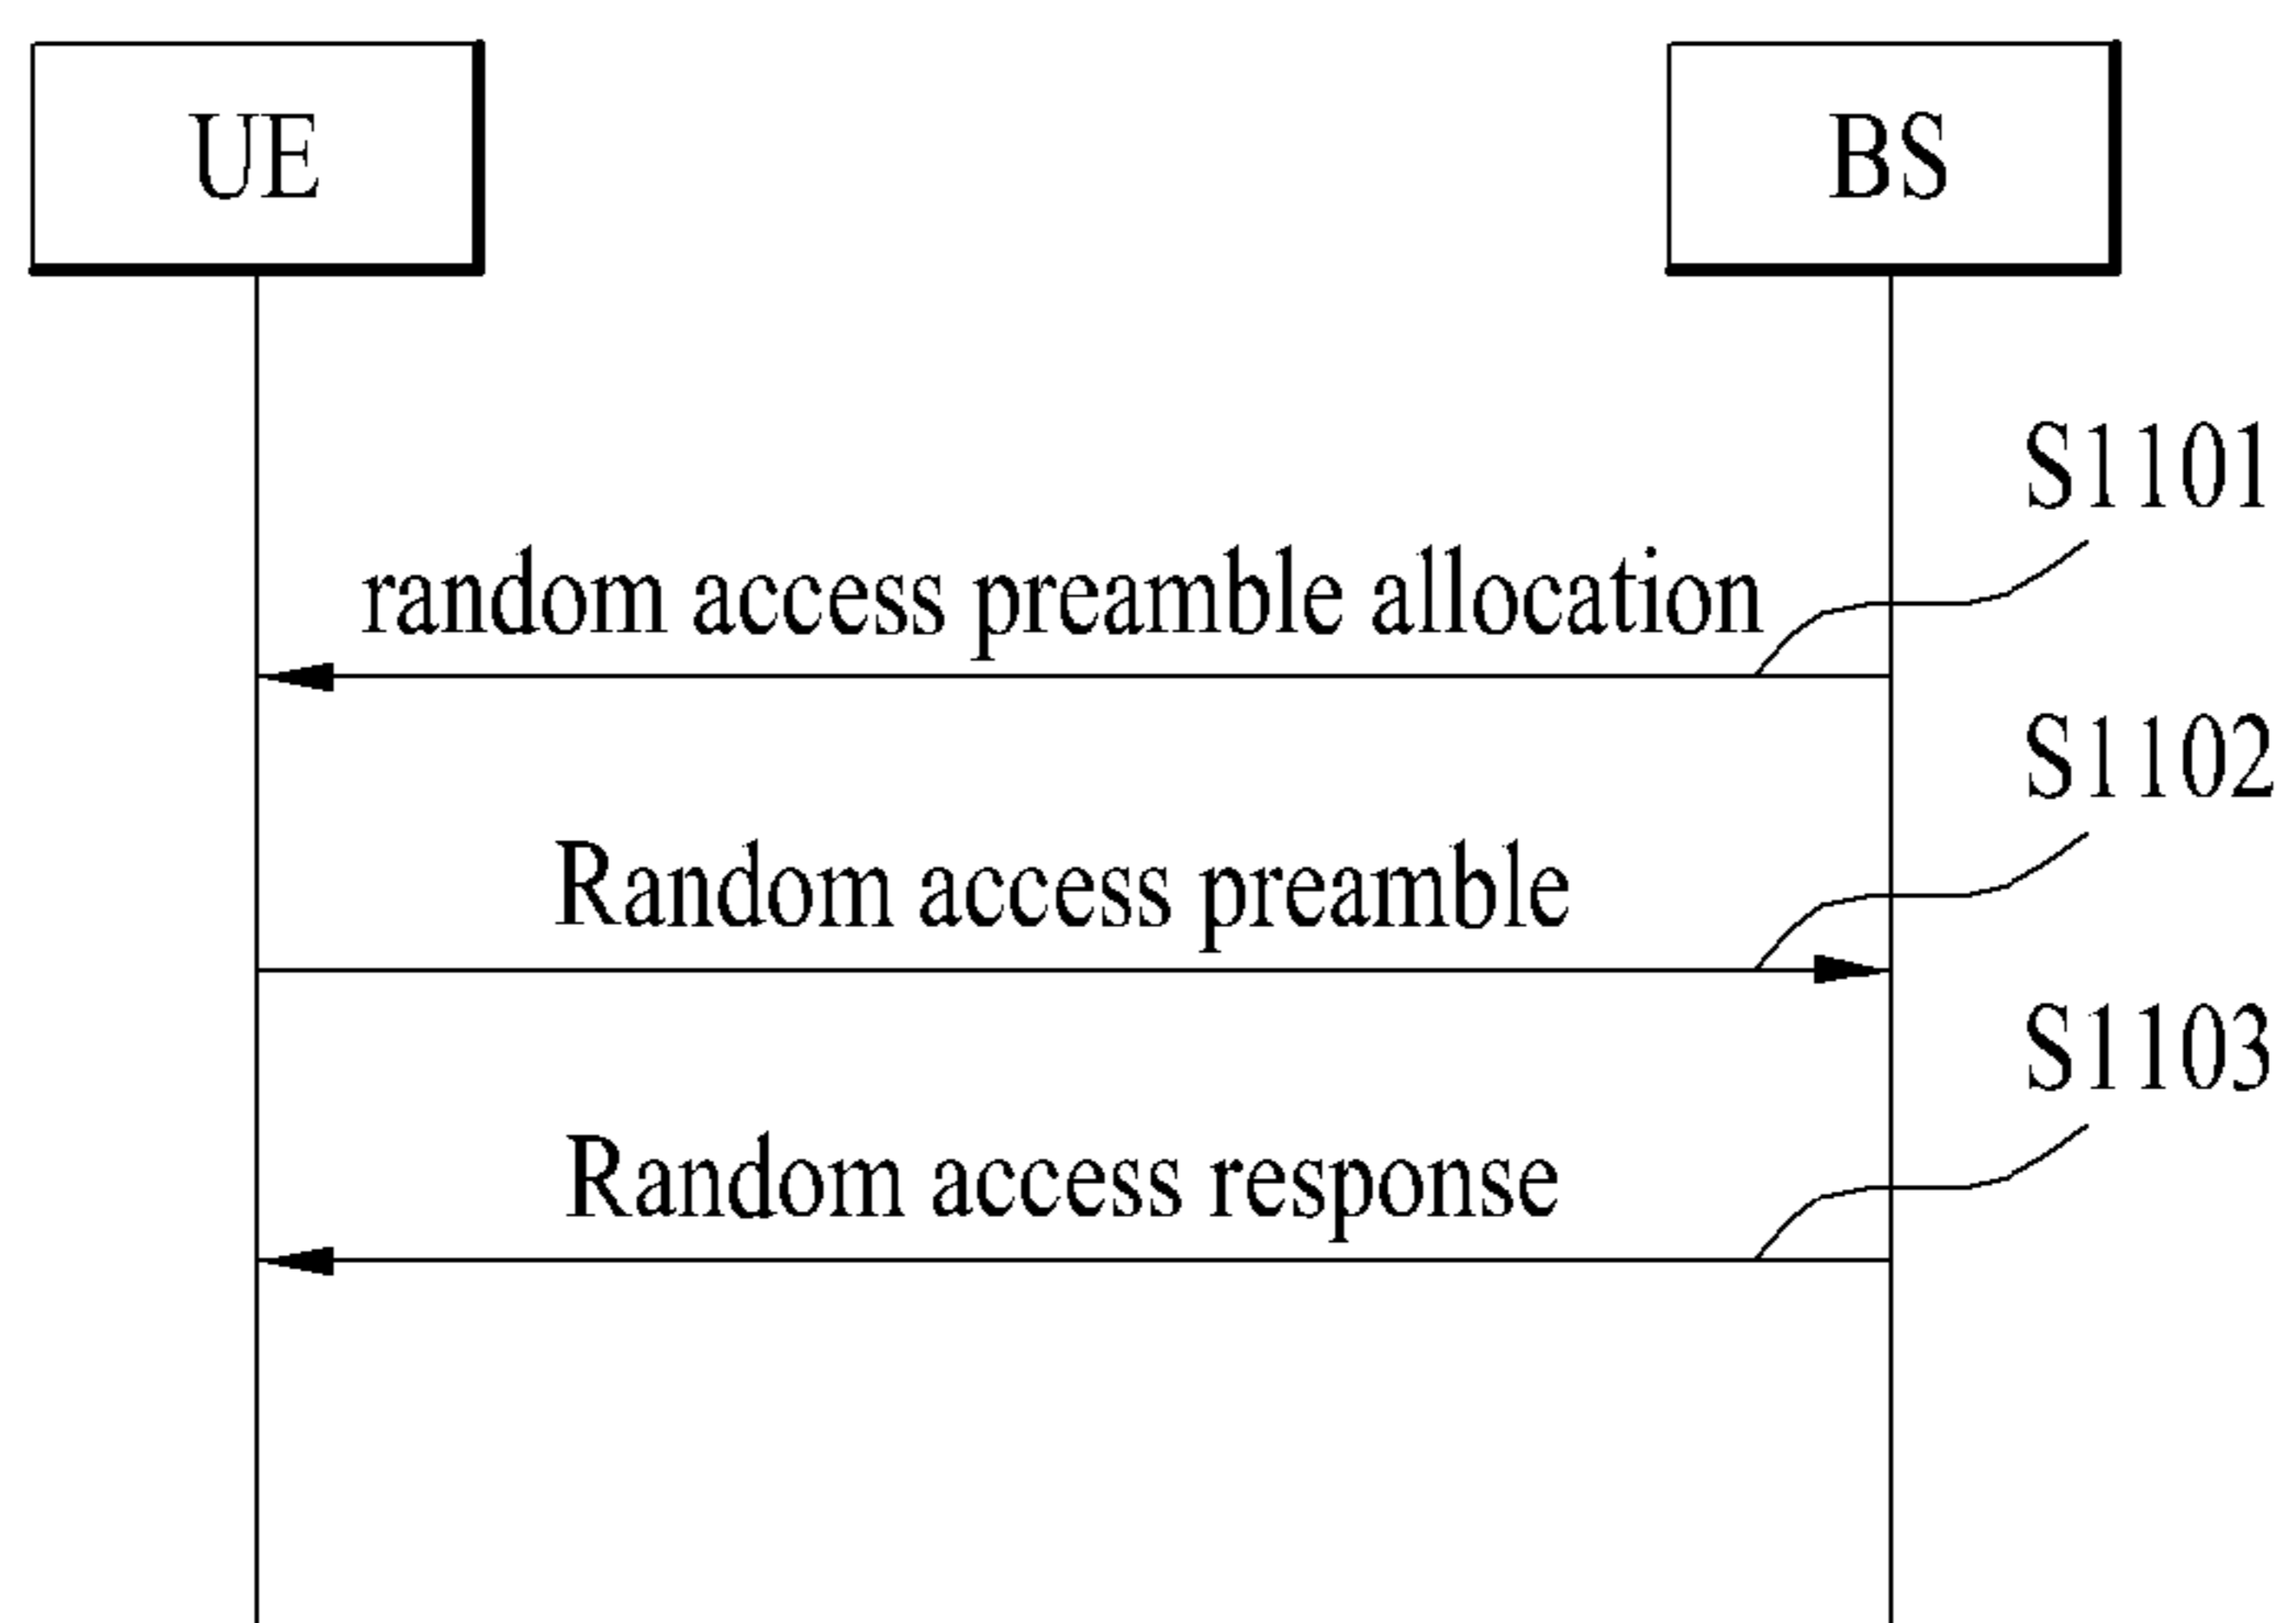 UE
BS
S1101
random access preamble allocation
S1102
Random access preamble
S1103
Random access response